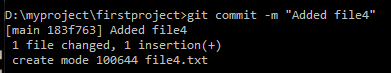 D:\myproject\firstproject>git commit -m "Added file4"
[main 183f763] Added file4
 1 file changed, 1 insertion(+)
 create mode 100644 file4.txt